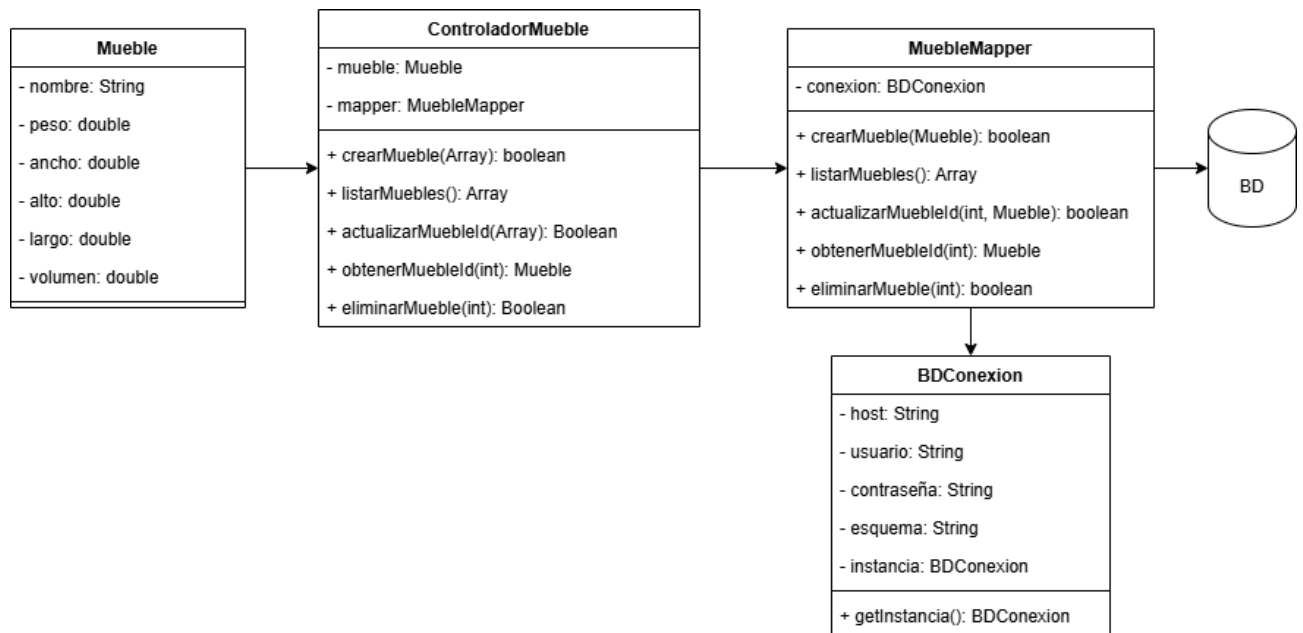 Mueble
- nombre: String
- peso: double
- ancho: double
- alto: double
- largo: double
- volumen: double
ControladorMueble
- mueble: Mueble
- mapper: MuebleMapper
+ crearMueble(Array): boolean
+ listarMuebles(): Array
+ actualizarMuebleId(Array): Boolean
+ obtenerMuebleId(int): Mueble
+ eliminarMueble(int): Boolean
MuebleMapper
- conexion: BDConexion
+ crearMueble(Mueble): boolean
+ listarMuebles(): Array
+ actualizarMuebleId(int, Mueble): boolean
+ obtenerMuebleId(int): Mueble
+ eliminarMueble(int): boolean
BD
BDConexion
- host: String
- usuario: String
- contraseña: String
- esquema: String
- instancia: BDConexion
+ getInstancia(): BDConexion